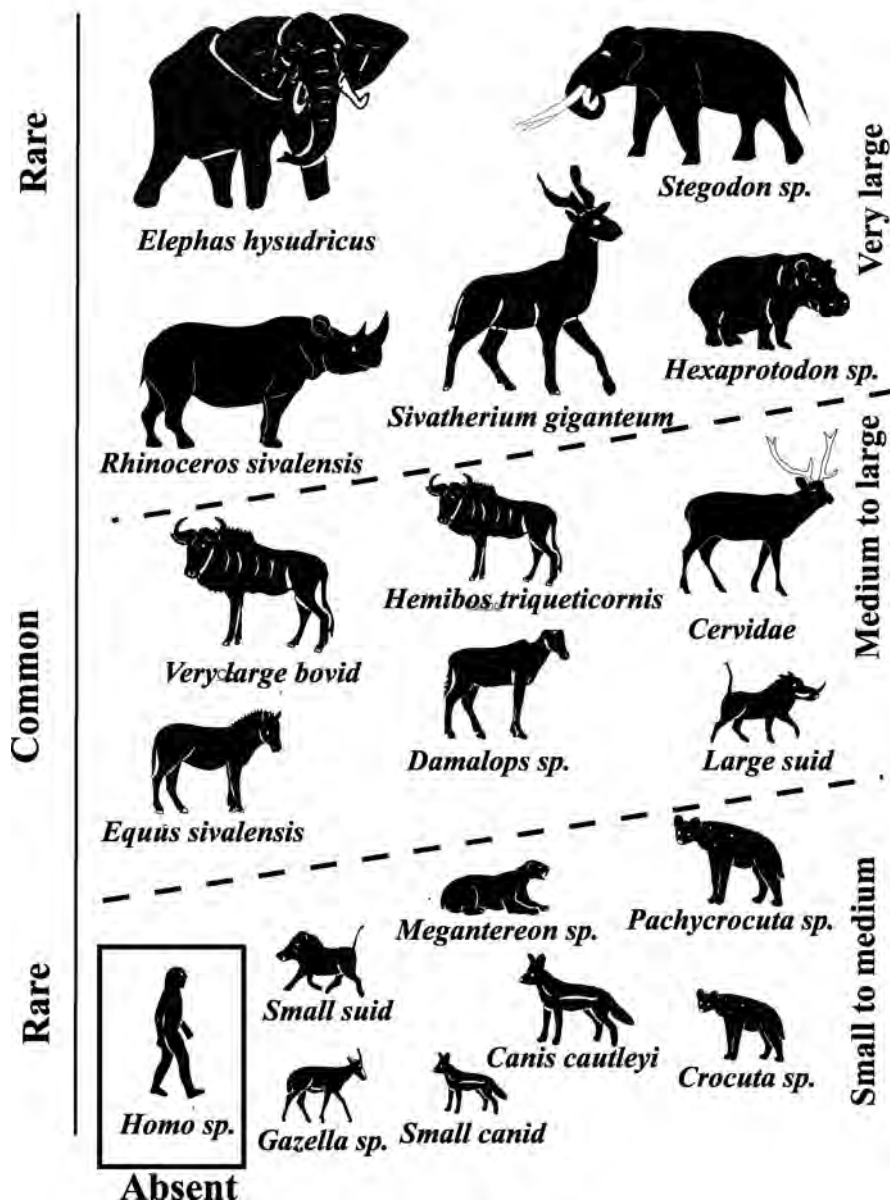 Rare
Elephas hysudricus
Stegodon sp.
Very large
Sivatherium giganteum
Hexaprotodon sp.
Rhinoceros sivalensis
Common
Very large bovid
Hemibos triqueticornis
Cervidae
Medium to large
Equus sivalensis
Damalops sp.
Large suid
Rare
Megantereon sp.
Pachycrocuta sp.
Small to medium
Small suid
Canis cautleyi
Crocuta sp.
Homo sp.
Gazella sp.
Small canid
Absent